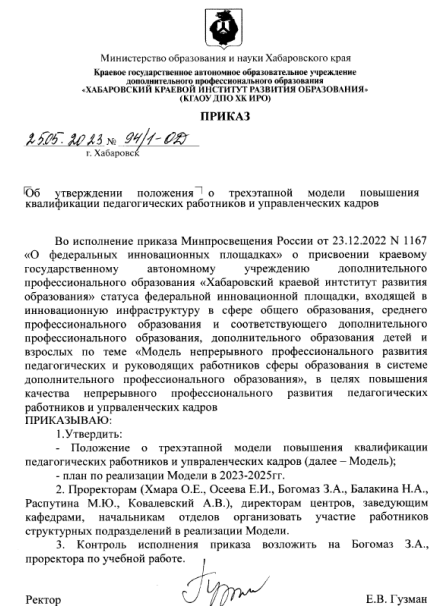 Министерство образования и науки Хабаровского края
Краевое государственное автономное образовательное учреждение
дополнительного профессионального образования
«ХАБАРОВСКИЙ КРАЕВОЙ ИНСТИТУТ РАЗВИТИЯ ОБРАЗОВАНИЯ»
(КГАОУ ДПО ХК ИРО)
ПРИКАЗ
25.05.2023 № 94/1-ОД
г. Хабаровск
Об утверждении положения о трехэтапной модели повышения
квалификации педагогических работников и управленческих кадров
Во исполнение приказа Минпросвещения России от 23.12.2022 N 1167
«О федеральных инновационных площадках» о присвоении краевому
государственному автономному учреждению дополнительного
профессионального образования «Хабаровский краевой интститут развития
образования» статуса федеральной инновационной площадки, входящей в
инновационную инфраструктуру в сфере общего образования, среднего
профессионального образования и соответствующего дополнительного
профессионального образования, дополнительного образования детей и
взрослых по теме «Модель непрерывного профессионального развития
педагогических и руководящих работников сферы образования в системе
дополнительного профессионального образования», в целях повышения
качества непрерывного профессионального развития педагогических
работников и упрваленческих кадров
ПРИКАЗЫВАЮ:
1.Утвердить:
- Положение о трехэтапной модели повышения квалификации
педагогических работников и упрваленческих кадров (далее – Модель);
- план по реализации Модели в 2023-2025гг.
2. Проректорам (Хмара О.Е., Осеева Е.И., Богомаз З.А., Балакина Н.А.,
Распутина М.Ю., Ковалевский А.В.), директорам центров, заведующим
кафедрами, начальникам отделов организовать участие работников
структурных подразделений в реализации Модели.
3. Контроль исполнения приказа возложить на Богомаз З.А.,
проректора по учебной работе.
Ректор Е.В. Гузман